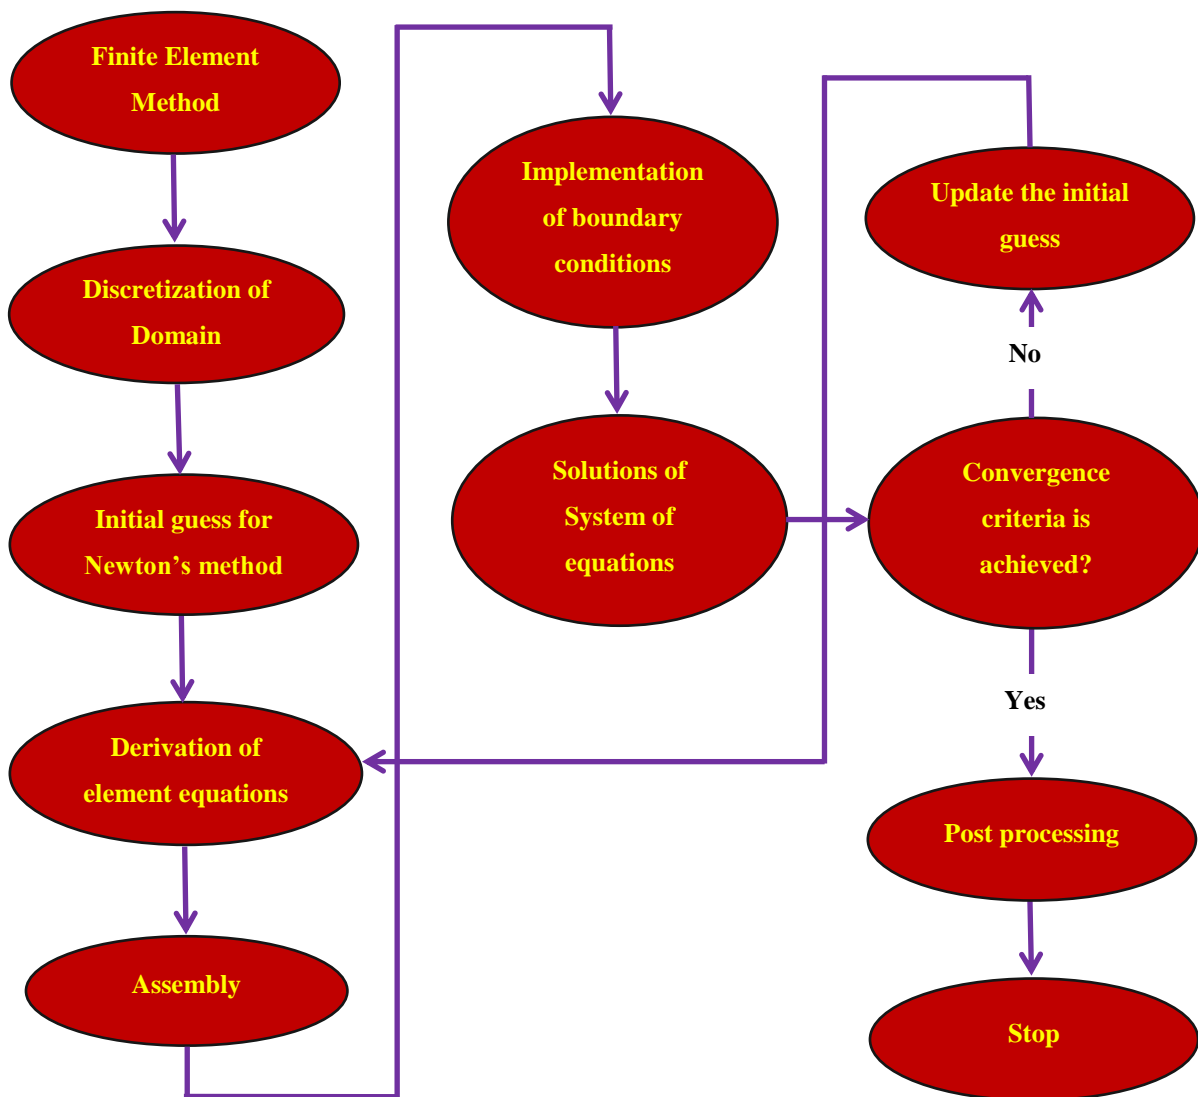 Finite Element
Method
Discretization of
Domain
Initial guess for
Newton’s method
Derivation of
element equations
Assembly
Implementation
of boundary
conditions
Solutions of
System of
equations
Update the initial
guess
No
Convergence
criteria is
achieved?
Yes
Post processing
Stop